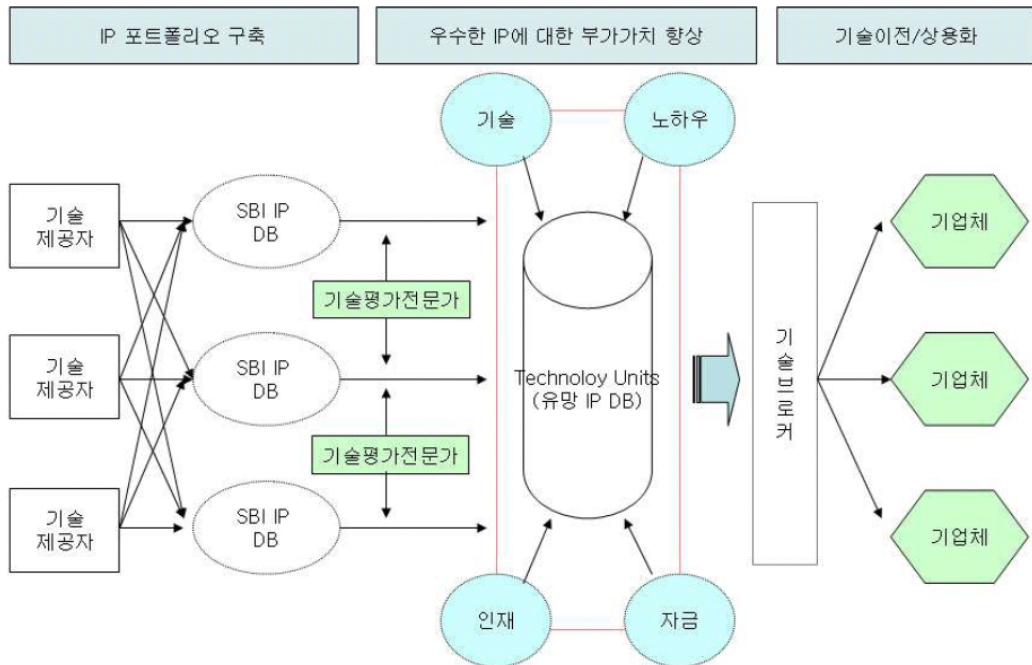 IP 포트폴리오 구축
우수한 IP에 대한 부가가치 향상
기술이전/상용화
기술
노하우
기술
제공자
SBI IP
DB
기업체
기술평가전문가
기술
제공자
SBI IP
DB
Technoloy Units
(유망 IP DB)
기술브로커
기업체
기술평가전문가
기술
제공자
SBI IP
DB
기업체
인재
자금